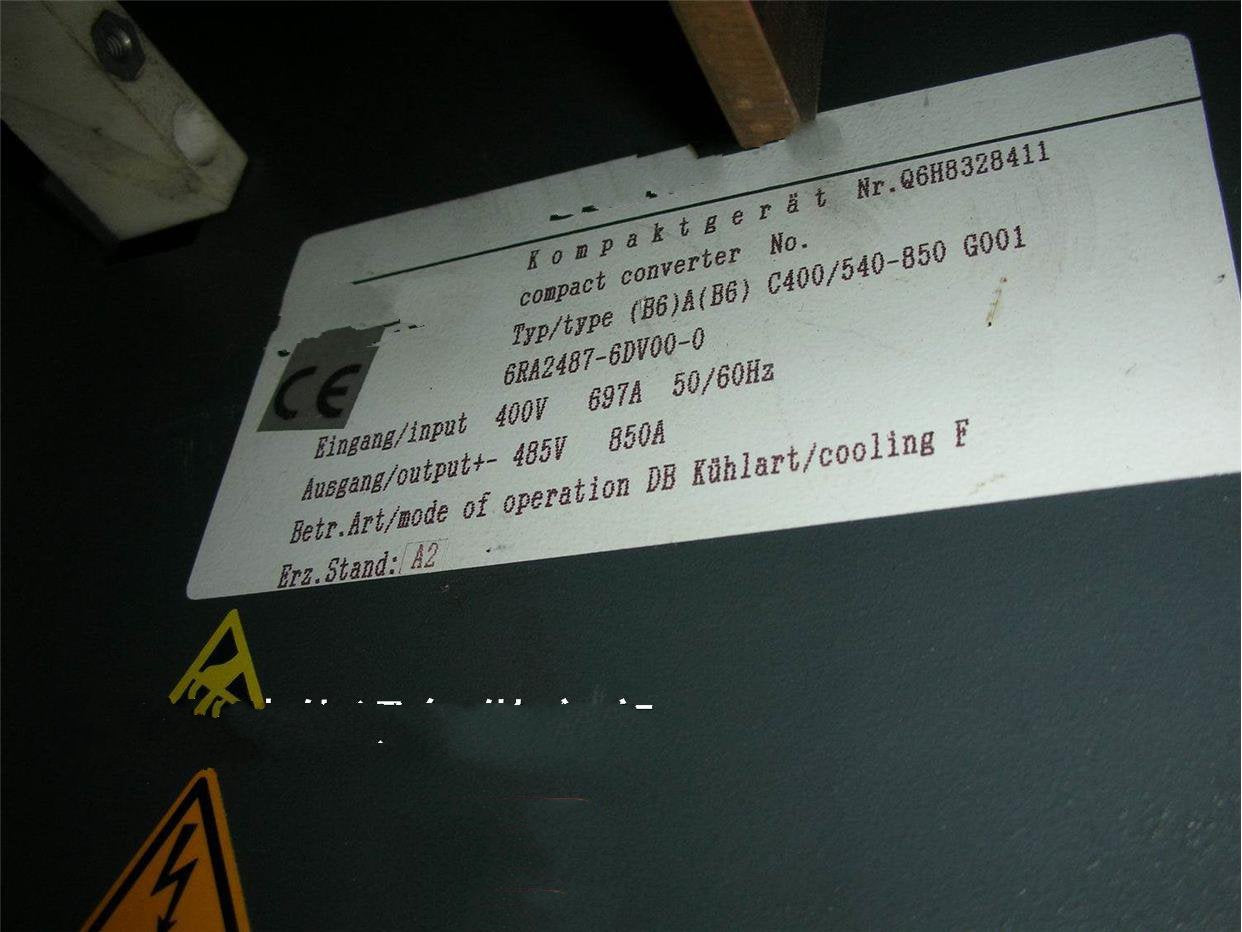 Kompaktgerät Nr.Q6H8328411
compact converter No.
Typ/type (B6)A(B6) C400/540-850 G001
6RA2487-6DV00-0
CE
Eingang/input 400V 697A 50/60Hz
Ausgang/output+- 485V 850A
Betr.Art/mode of operation DB Kühlart/cooling F
Erz.Stand: A2